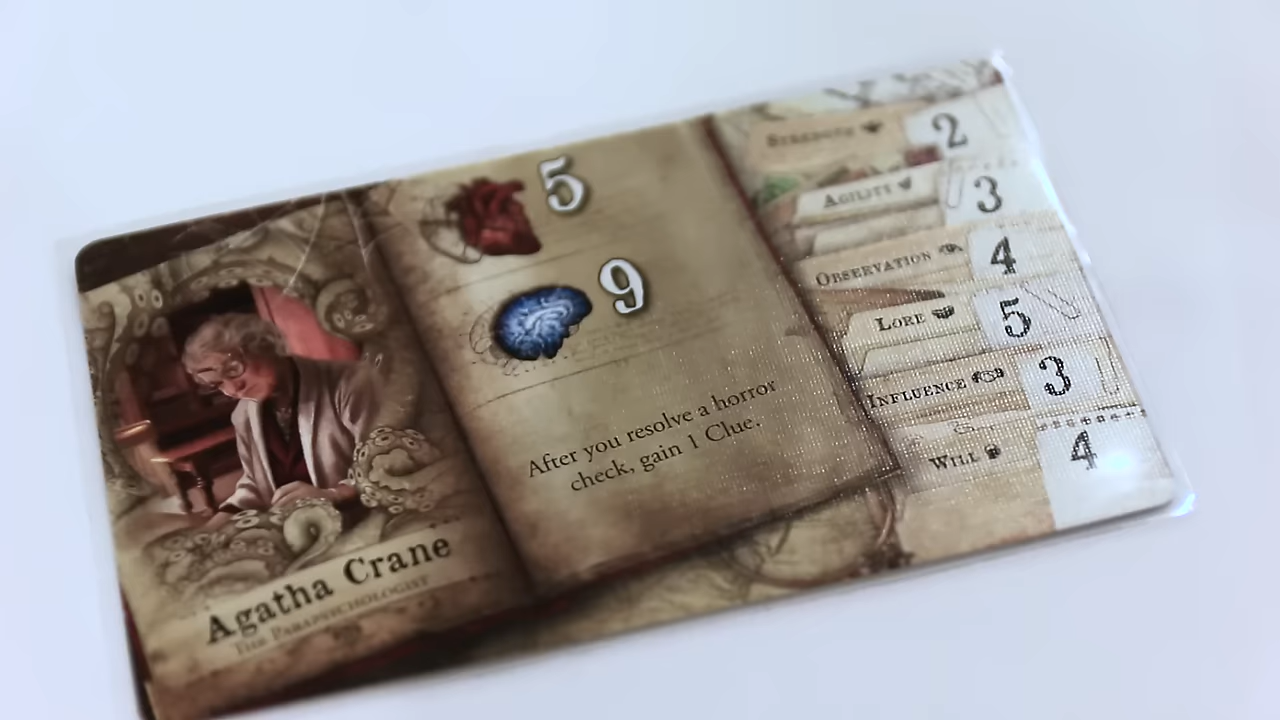 Agatha Crane
The Parapsychologist
5
9
After you resolve a horror
check, gain 1 Clue.
Strength 2
Agility 3
Observation 4
Lore 5
Influence 3
Will 4